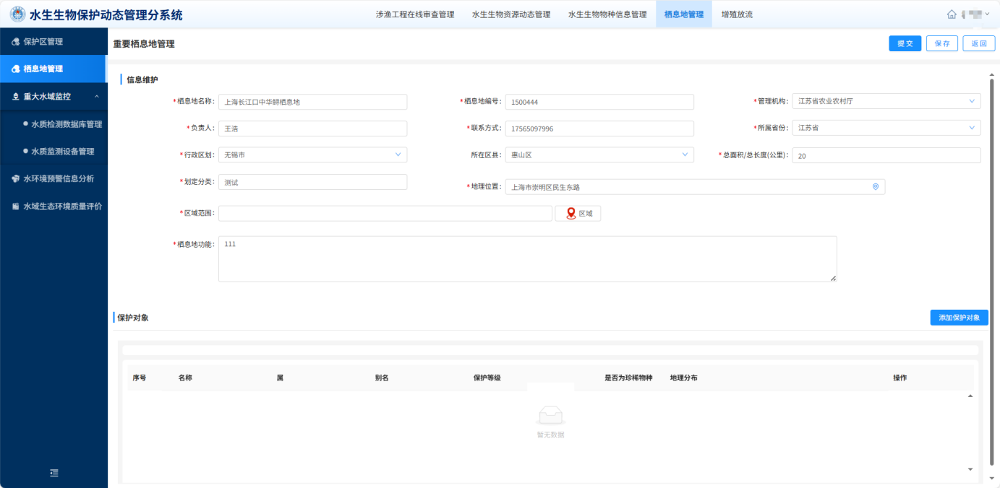 水生生物保护动态管理分系统
涉渔工程在线审查管理 水生生物资源动态管理 水生生物物种信息管理 栖息地管理 增殖放流
保护区管理
栖息地管理
重大水域监控
水质检测数据库管理
水质监测设备管理
水环境预警信息分析
水域生态环境质量评价
重要栖息地管理 提交 保存 返回
信息维护
*栖息地名称: 上海长江口中华鲟栖息地 *栖息地编号: 1500444 *管理机构: 江苏省农业农村厅
*负责人: 王浩 *联系方式: 17565097996 *所属省份: 江苏省
*行政区划: 无锡市 所在区县: 惠山区 *总面积/总长度(公里): 20
*划定分类: 测试 *地理位置: 上海市崇明区民生东路
*区域范围: 区域
*栖息地功能: 111
保护对象 添加保护对象
序号 名称 属 别名 保护等级 是否为珍稀物种 地理分布 操作
暂无数据